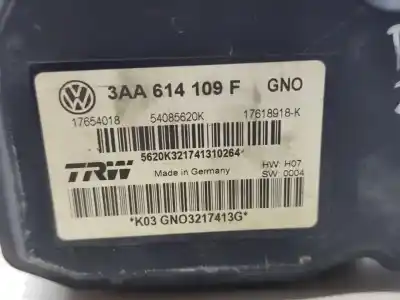 3AA 614 109 F GNO
17654018 54085620K 17618918-K
5620K321741310264*
TRW Made in Germany HW: H07
SW: 0004
*K03 GNO3217413G*